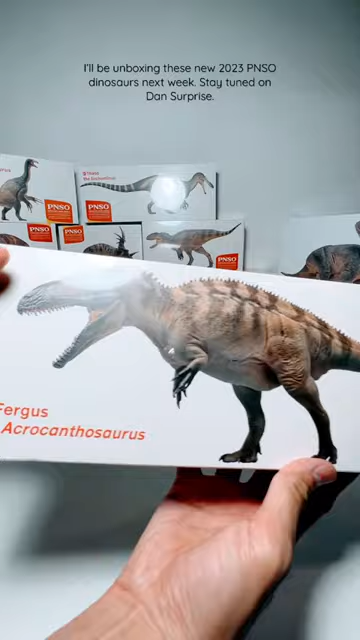 I'll be unboxing these new 2023 PNSO
dinosaurs next week. Stay tuned on
Dan Surprise.
PNSO
PNSO
PNSO
PNSO
PNSO
Fergus
Acrocanthosaurus